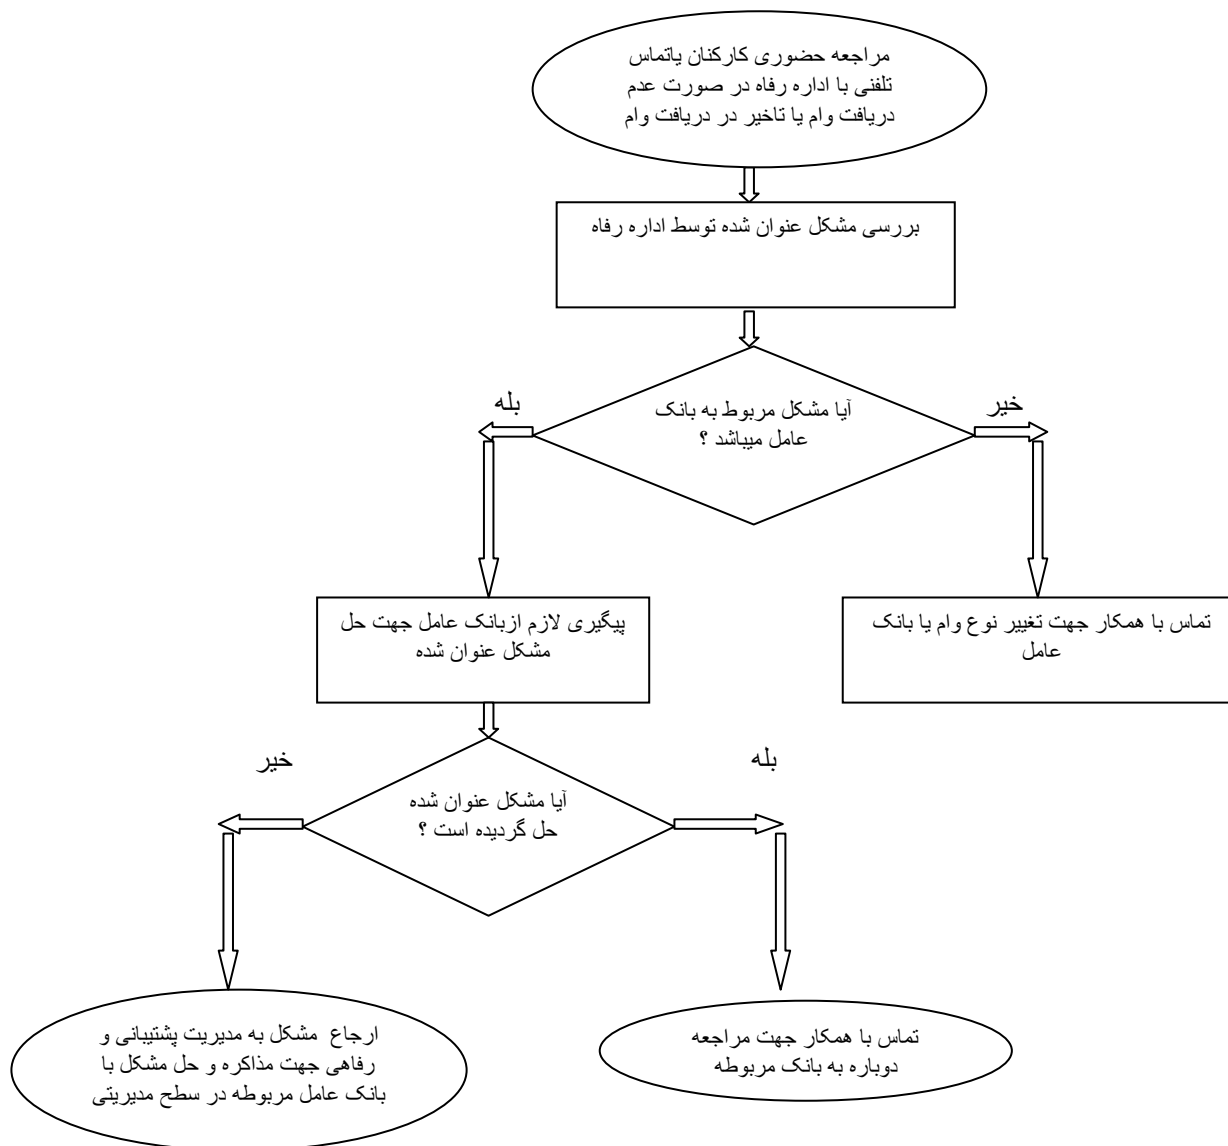 مراجعه حضوری کارکنان یاتماس
تلفنی با اداره رفاه در صورت عدم
دریافت وام یا تاخیر در دریافت وام
بررسی مشکل عنوان شده توسط اداره رفاه
خیر
بله
آیا مشکل مربوط به بانک
عامل میباشد ؟
تماس با همکار جهت تغییر نوع وام یا بانک
عامل
پیگیری لازم ازبانک عامل جهت حل
مشکل عنوان شده
بله
خیر
آیا مشکل عنوان شده
حل گردیده است ؟
تماس با همکار جهت مراجعه
دوباره به بانک مربوطه
ارجاع مشکل به مدیریت پشتیبانی و
رفاهی جهت مذاکره و حل مشکل با
بانک عامل مربوطه در سطح مدیریتی